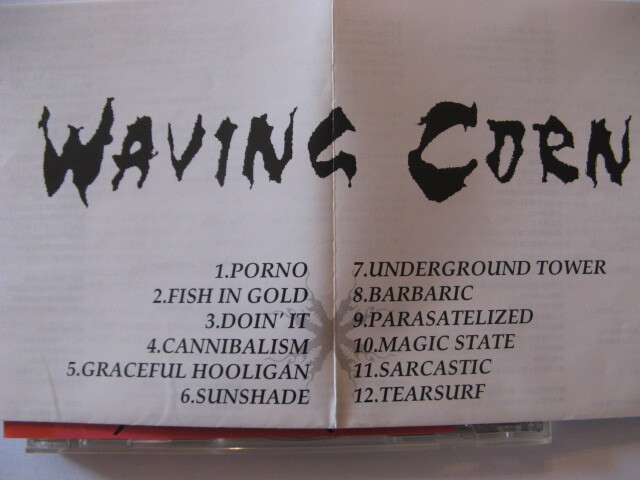 WAVING CORN
1.PORNO
2.FISH IN GOLD
3.DOIN' IT
4.CANNIBALISM
5.GRACEFUL HOOLIGAN
6.SUNSHADE
7.UNDERGROUND TOWER
8.BARBARIC
9.PARASATELIZED
10.MAGIC STATE
11.SARCASTIC
12.TEARSURF